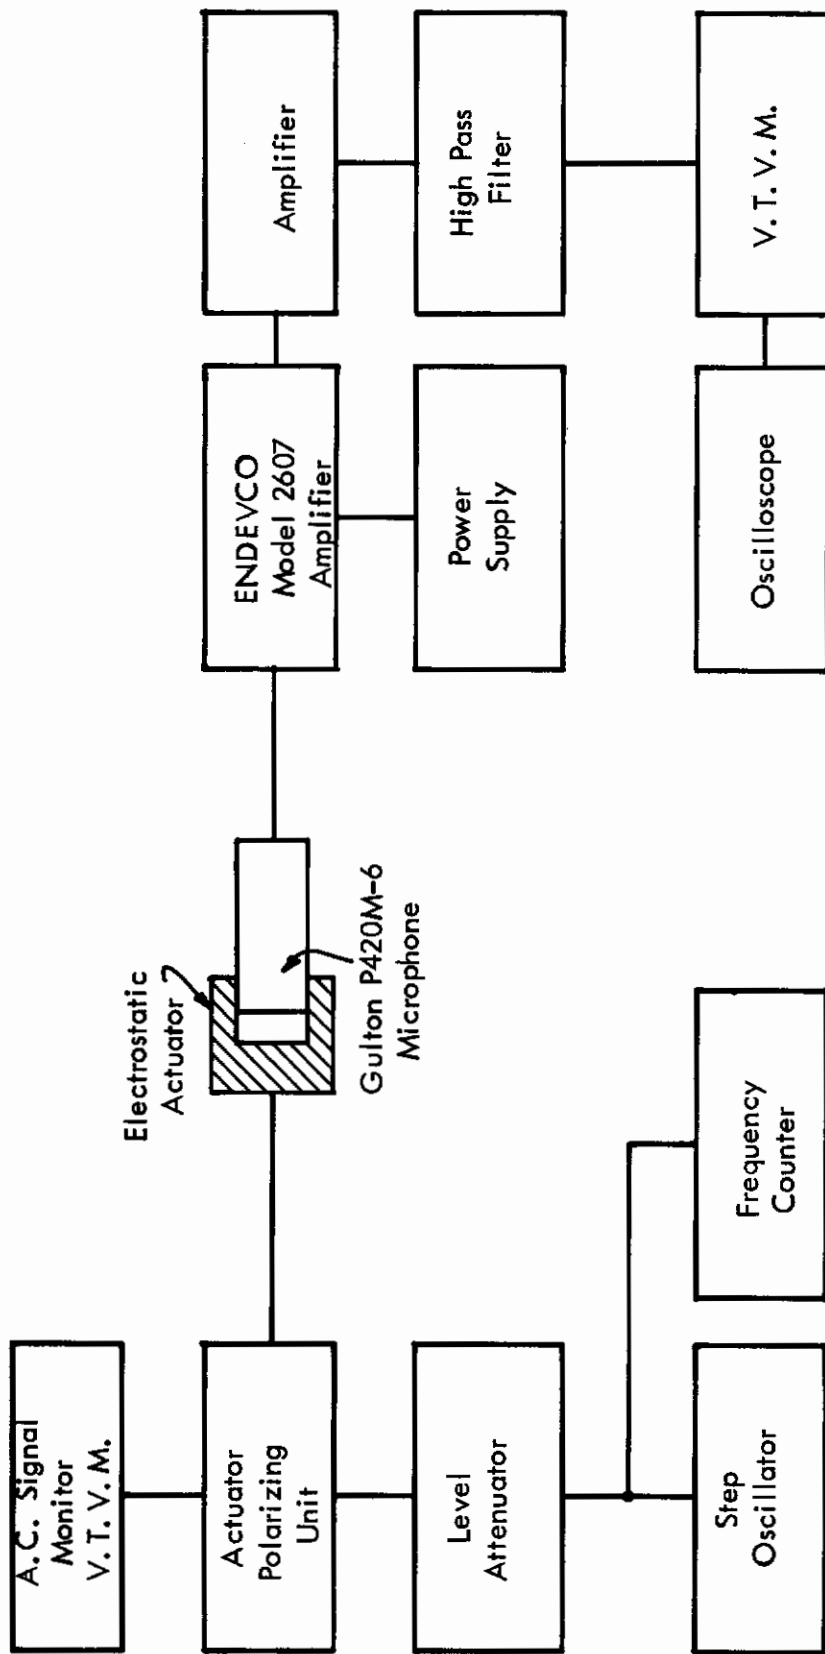 A.C. Signal
Monitor
V. T. V. M.
Actuator
Polarizing
Unit
Level
Attenuator
Step
Oscillator
Frequency
Counter
Electrostatic
Actuator
Gulton P420M-6
Microphone
ENDEVCO
Model 2607
Amplifier
Power
Supply
Oscilloscope
Amplifier
High Pass
Filter
V. T. V. M.